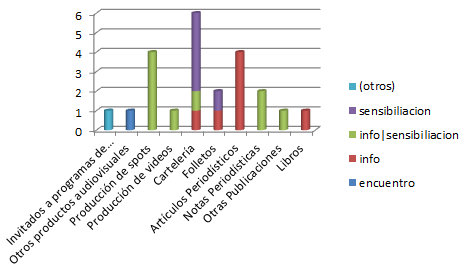 6
5
4
3
2
1
0
Invitados a programas de...
Otros productos audiovisuales
Producción de spots
Producción de videos
Cartelería
Folletos
Artículos Periodísticos
Notas Periodísticas
Otras Publicaciones
Libros
(otros)
sensibiliacion
info|sensibiliacion
info
encuentro